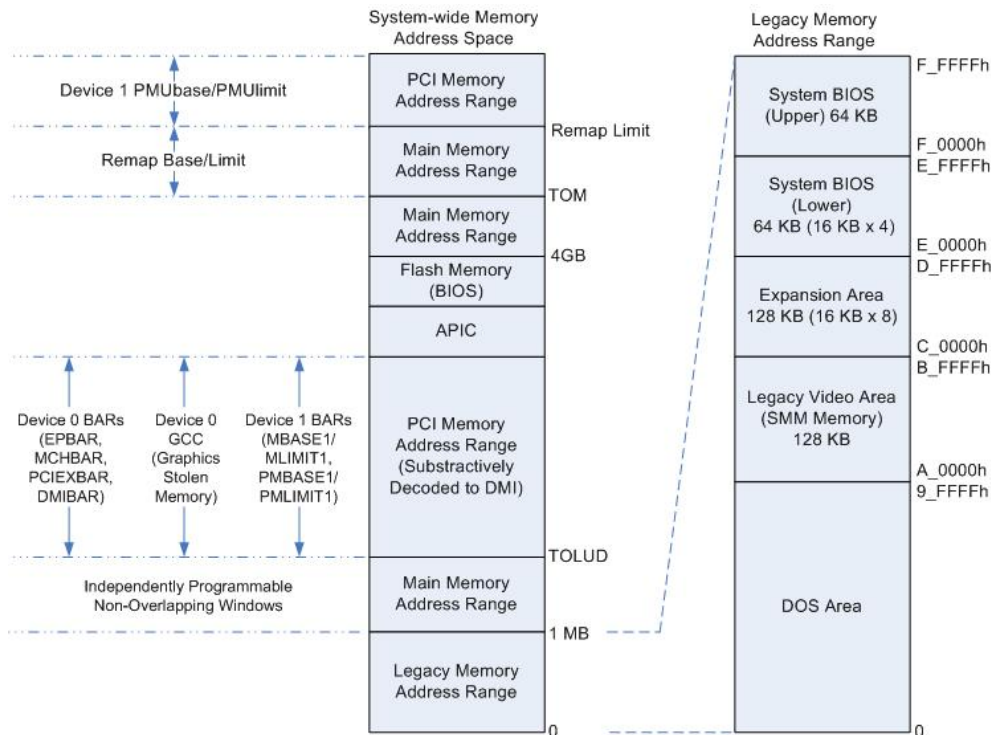 System-wide Memory
Address Space
Device 1 PMUbase/PMUlimit
PCI Memory
Address Range
Remap Limit
Remap Base/Limit
Main Memory
Address Range
TOM
Main Memory
Address Range
4GB
Flash Memory
(BIOS)
APIC
Device 0 BARs
(EPBAR,
MCHBAR,
PCIEXBAR,
DMIBAR)
Device 0
GCC
(Graphics
Stolen
Memory)
Device 1 BARs
(MBASE1/
MLIMIT1,
PMBASE1/
PMLIMIT1)
PCI Memory
Address Range
(Substractively
Decoded to DMI)
TOLUD
Independently Programmable
Non-Overlapping Windows
Main Memory
Address Range
1 MB
Legacy Memory
Address Range
0
Legacy Memory
Address Range
F_FFFFh
System BIOS
(Upper) 64 KB
F_0000h
E_FFFFh
System BIOS
(Lower)
64 KB (16 KB x 4)
E_0000h
D_FFFFh
Expansion Area
128 KB (16 KB x 8)
C_0000h
B_FFFFh
Legacy Video Area
(SMM Memory)
128 KB
A_0000h
9_FFFFh
DOS Area
0